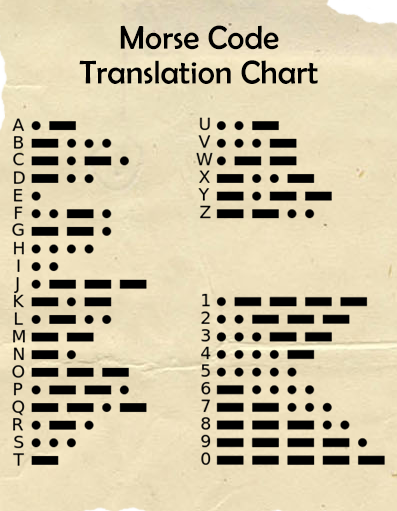 Morse Code
Translation Chart
A ● ▬
B ▬ ● ● ●
C ▬ ● ▬ ●
D ▬ ● ●
E ●
F ● ● ▬ ●
G ▬ ▬ ●
H ● ● ● ●
I ● ●
J ● ▬ ▬ ▬
K ▬ ● ▬
L ● ▬ ● ●
M ▬ ▬
N ▬ ●
O ▬ ▬ ▬
P ● ▬ ▬ ●
Q ▬ ▬ ● ▬
R ● ▬ ●
S ● ● ●
T ▬
U ● ● ▬
V ● ● ● ▬
W ● ▬ ▬
X ▬ ● ● ▬
Y ▬ ● ▬ ▬
Z ▬ ▬ ● ●
1 ● ▬ ▬ ▬ ▬
2 ● ● ▬ ▬ ▬
3 ● ● ● ▬ ▬
4 ● ● ● ● ▬
5 ● ● ● ● ●
6 ▬ ● ● ● ●
7 ▬ ▬ ● ● ●
8 ▬ ▬ ▬ ● ●
9 ▬ ▬ ▬ ▬ ●
0 ▬ ▬ ▬ ▬ ▬